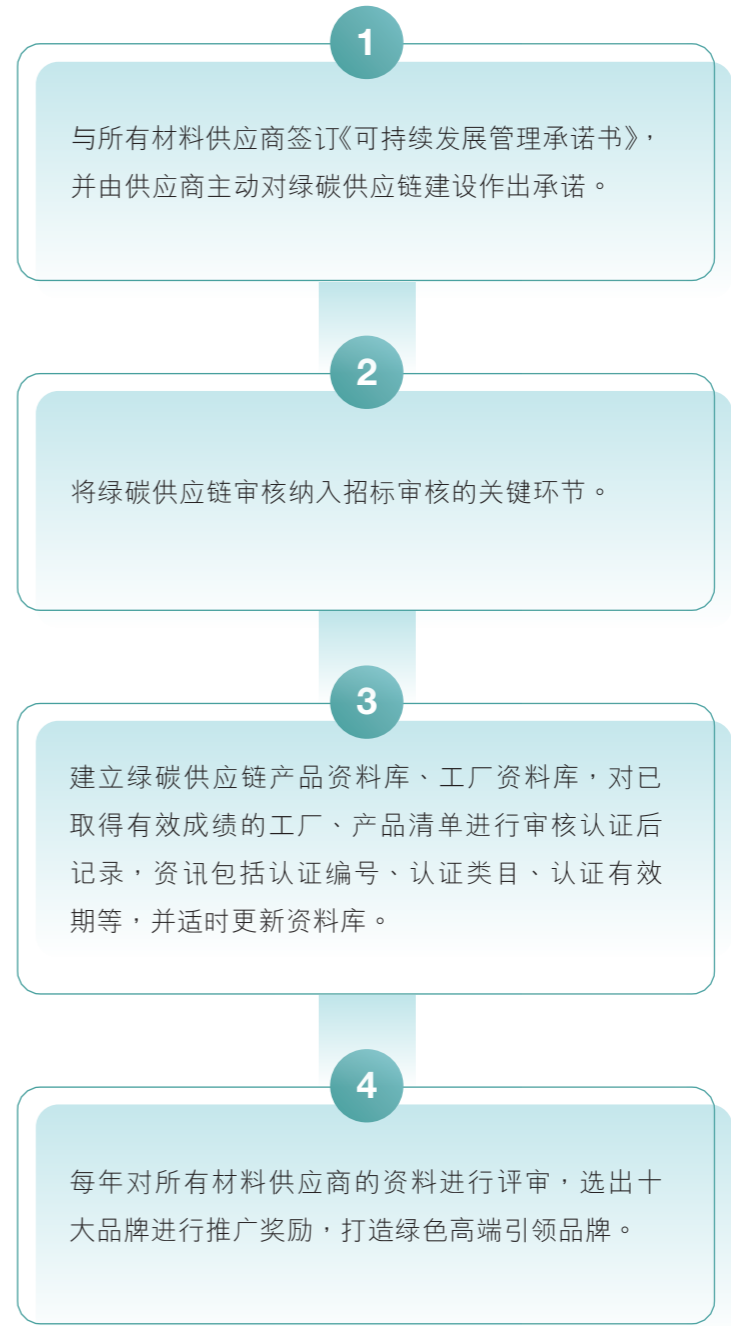 1
与所有材料供应商签订《可持续发展管理承诺书》，
并由供应商主动对绿碳供应链建设作出承诺。
2
将绿碳供应链审核纳入招标审核的关键环节。
3
建立绿碳供应链产品资料库、工厂资料库，对已
取得有效成绩的工厂、产品清单进行审核认证后
记录，资讯包括认证编号、认证类目、认证有效
期等，并适时更新资料库。
4
每年对所有材料供应商的资料进行评审，选出十
大品牌进行推广奖励，打造绿色高端引领品牌。